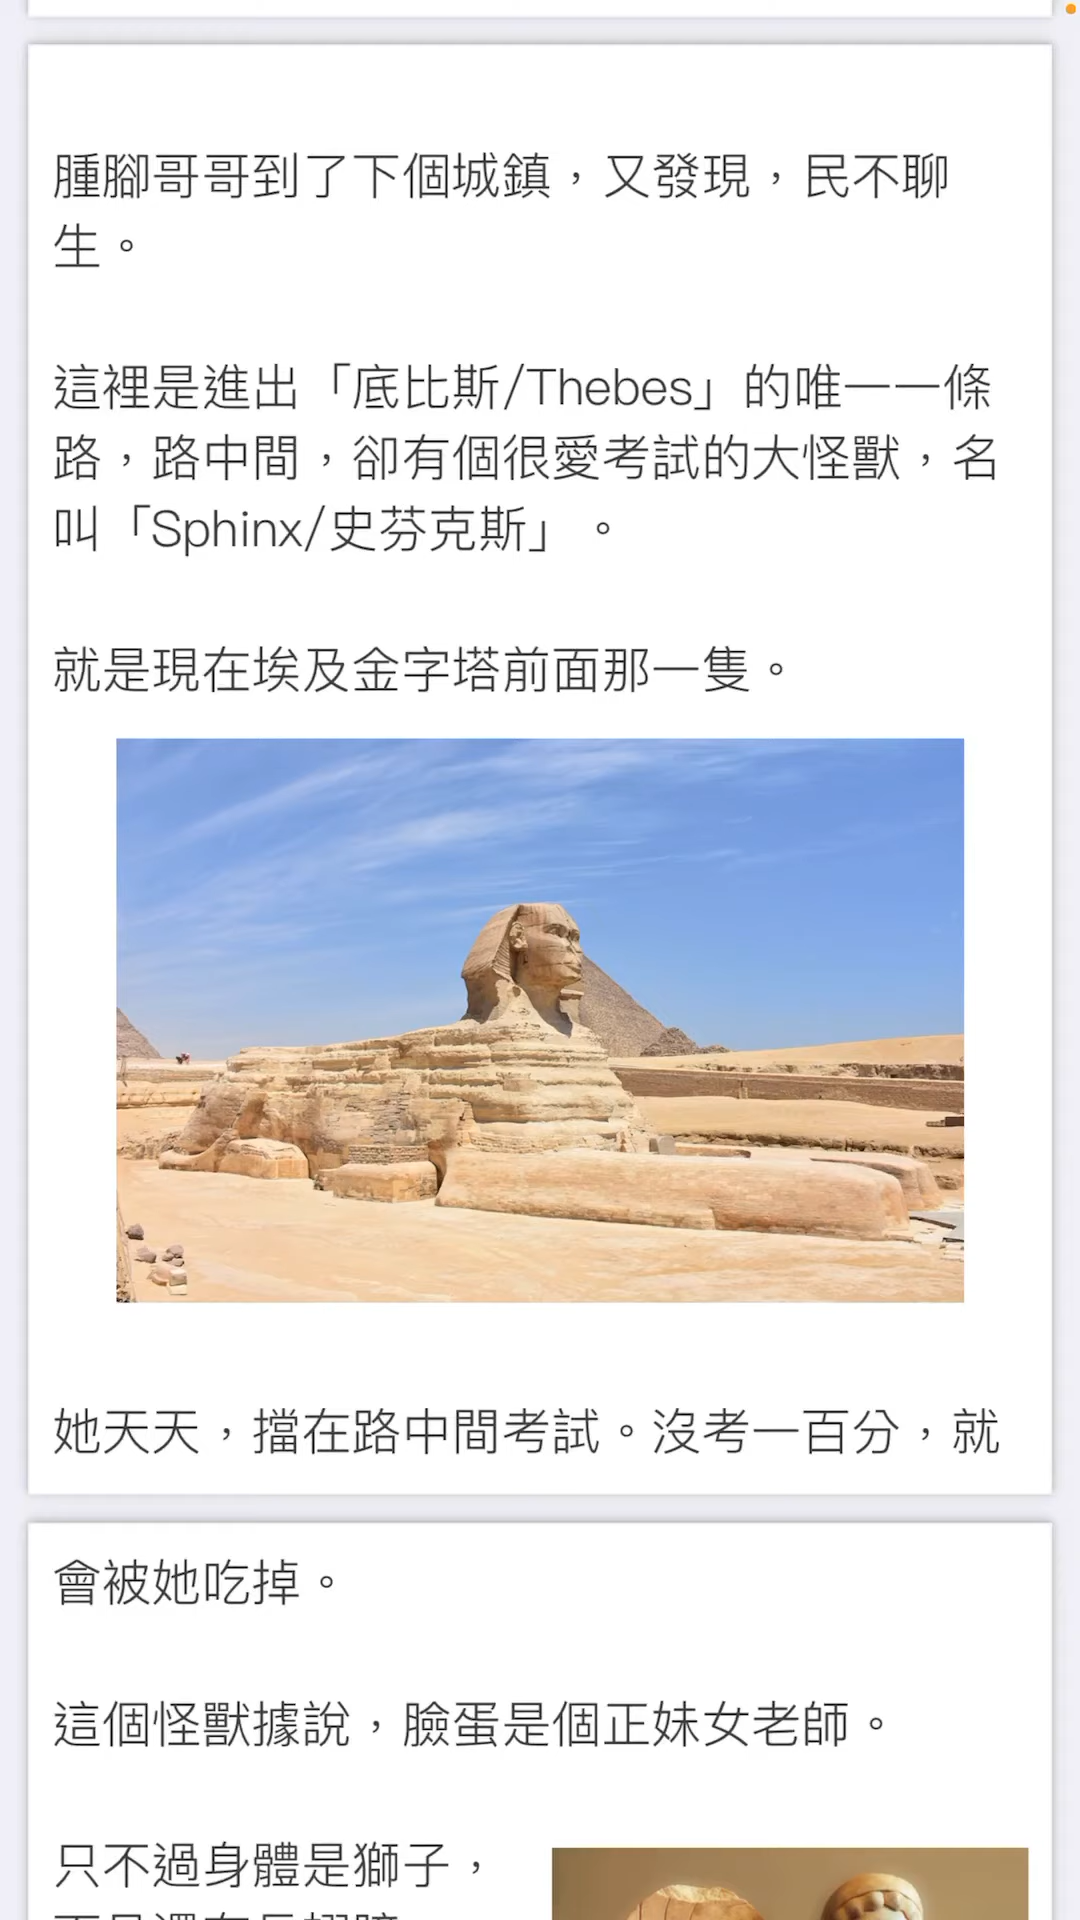 腫腳哥哥到了下個城鎮，又發現，民不聊
生。
這裡是進出「底比斯/Thebes」的唯一一條
路，路中間，卻有個很愛考試的大怪獸，名
叫「Sphinx/史芬克斯」。
就是現在埃及金字塔前面那一隻。
她天天，擋在路中間考試。沒考一百分，就
會被她吃掉。
這個怪獸據說，臉蛋是個正妹女老師。
只不過身體是獅子，